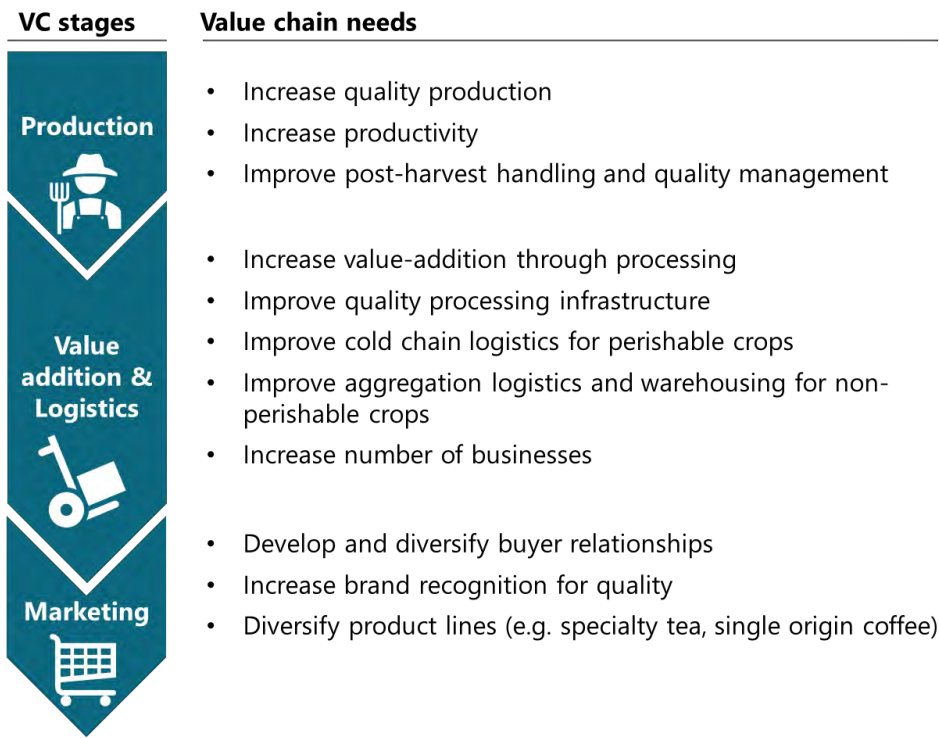 VC stages
Value chain needs
Production
• Increase quality production
• Increase productivity
• Improve post-harvest handling and quality management
Value
addition &
Logistics
• Increase value-addition through processing
• Improve quality processing infrastructure
• Improve cold chain logistics for perishable crops
• Improve aggregation logistics and warehousing for non-
perishable crops
• Increase number of businesses
Marketing
• Develop and diversify buyer relationships
• Increase brand recognition for quality
• Diversify product lines (e.g. specialty tea, single origin coffee)